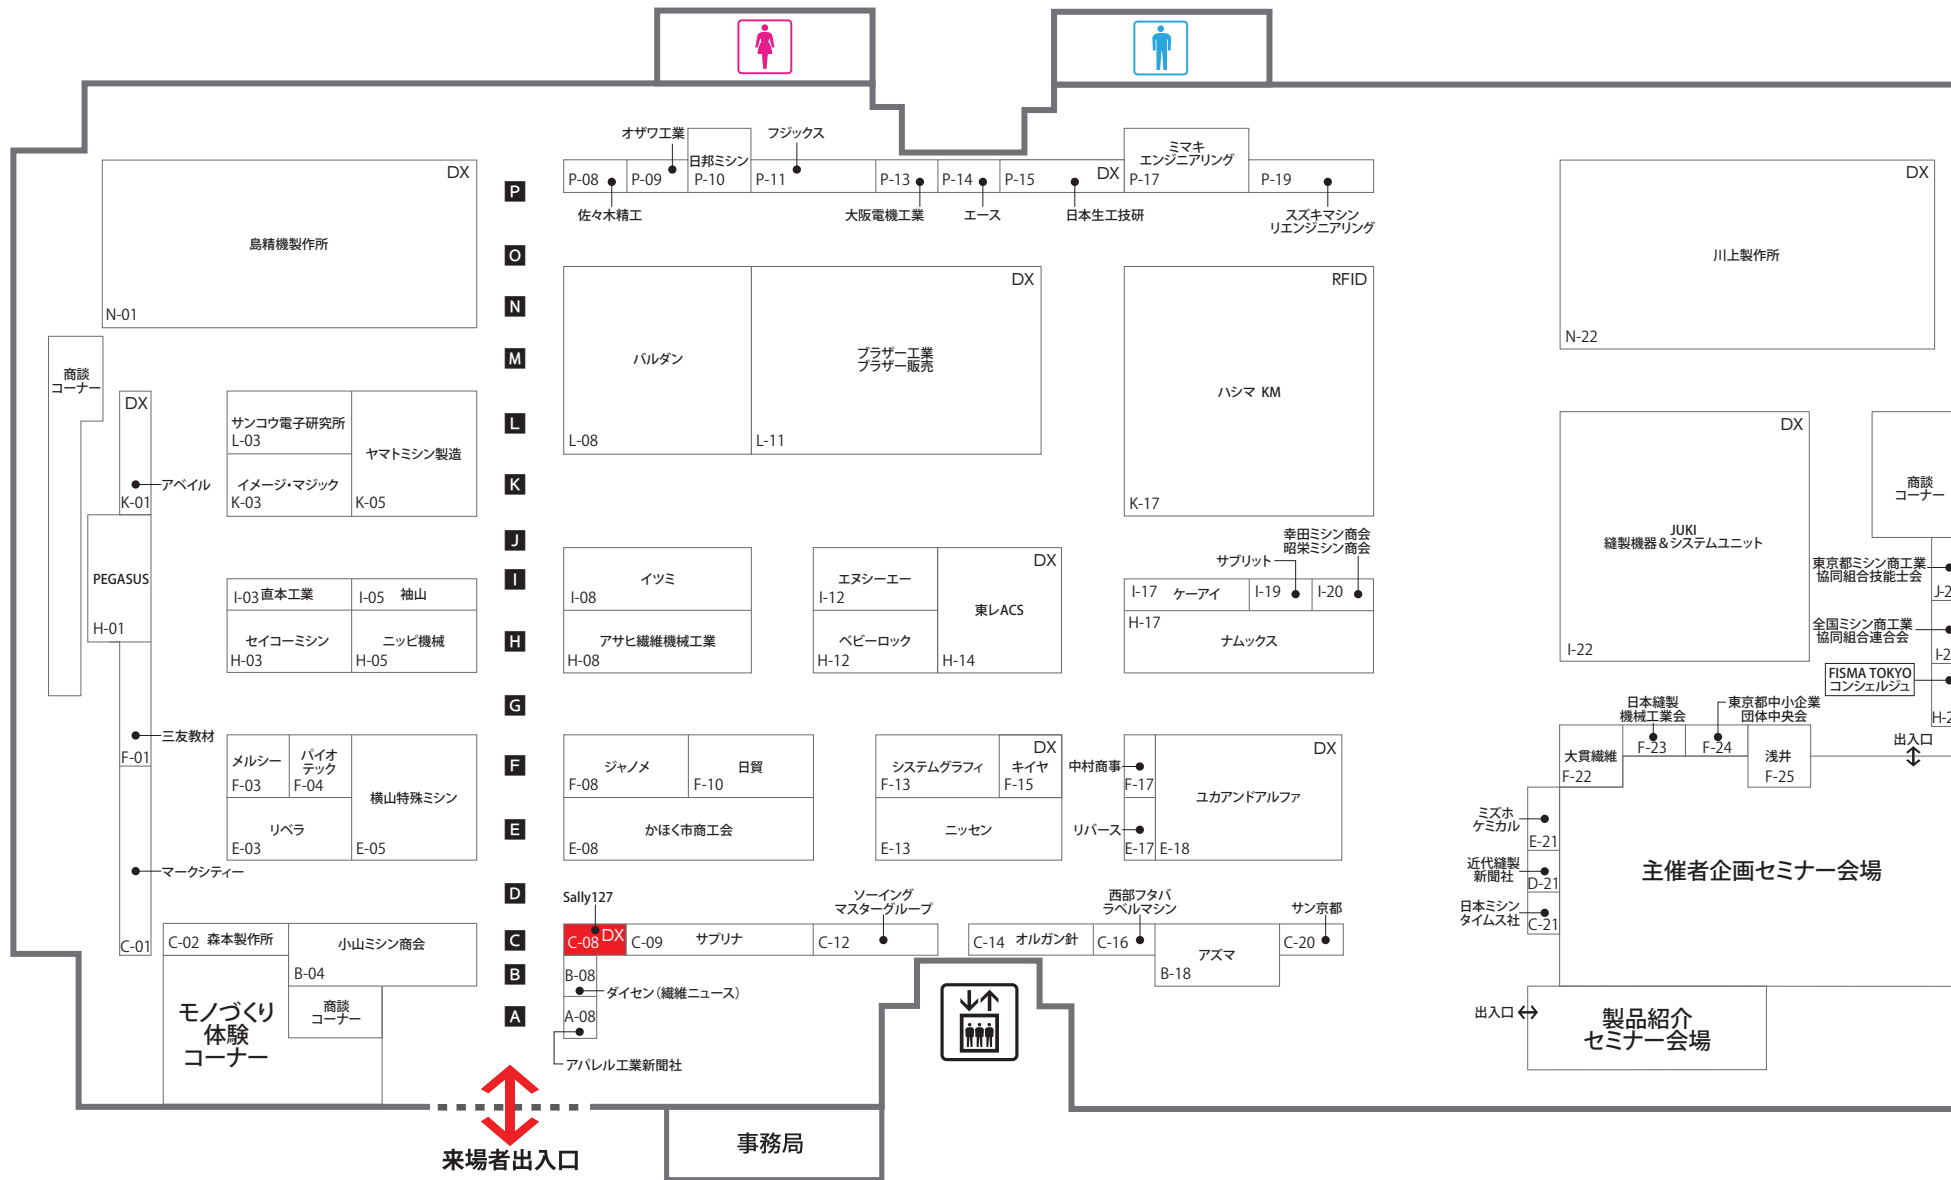 オザワ工業
フジックス
日邦ミシン
ミマキ
エンジニアリング
P
P-08
P-09
P-10
P-11
P-13
P-14
P-15
DX
P-17
P-19
佐々木精工
大阪電機工業
エース
日本生工技研
スズキマシン
リエンジニアリング
DX
島精機製作所
N-01
O
N
M
L
K
J
I
H
G
F
E
D
C
B
A
バルダン
L-08
DX
ブラザー工業
ブラザー販売
L-11
RFID
ハシマ KM
K-17
DX
川上製作所
N-22
商談
コーナー
DX
アベイル
K-01
サンコウ電子研究所
L-03
イメージ・マジック
K-03
ヤマトミシン製造
K-05
DX
JUKI
縫製機器＆システムユニット
I-22
商談
コーナー
PEGASUS
H-01
I-03 直本工業
I-05 袖山
セイコーミシン
H-03
ニッピ機械
H-05
イツミ
I-08
アサヒ繊維機械工業
H-08
エヌシーエー
I-12
ベビーロック
H-12
DX
東レACS
H-14
幸田ミシン商会
昭栄ミシン商会
サブリット
I-17 ケーアイ
I-19
I-20
H-17
ナムックス
東京都ミシン商工業
協同組合技能士会
J-2
全国ミシン商工業
協同組合連合会
I-2
FISMA TOKYO
コンシェルジュ
H-2
三友教材
F-01
メルシー
F-03
パイオ
テック
F-04
横山特殊ミシン
E-05
リベラ
E-03
ジャノメ
F-08
日貿
F-10
かほく市商工会
E-08
システムグラフィ
F-13
DX
キイヤ
F-15
ニッセン
E-13
中村商事
F-17
リバース
E-17
DX
ユカアンドアルファ
E-18
日本縫製
機械工業会
F-23
東京都中小企業
団体中央会
F-24
大貫繊維
F-22
浅井
F-25
出入口
ミズホ
ケミカル
E-21
近代縫製
新聞社
D-21
日本ミシン
タイムス社
C-21
主催者企画セミナー会場
マークシティー
C-01
C-02 森本製作所
小山ミシン商会
B-04
モノづくり
体験
コーナー
商談
コーナー
Sally127
C-08 DX
C-09 サプリナ
ソーイング
マスターグループ
C-12
C-14 オルガン針
西部フタバ
ラベルマシン
C-16
アズマ
B-18
サン京都
C-20
B-08
ダイセン（繊維ニュース）
A-08
アパレル工業新聞社
出入口
製品紹介
セミナー会場
来場者出入口
事務局